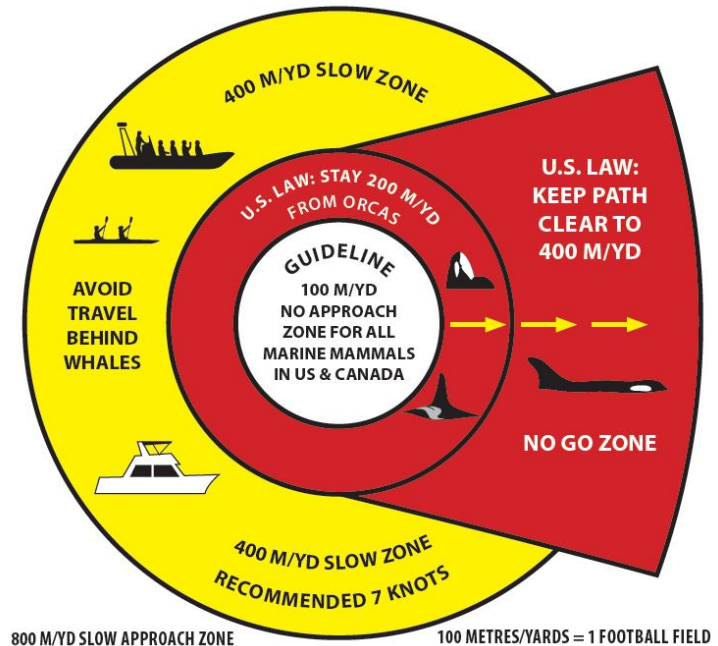 400 M/YD SLOW ZONE
U.S. LAW: STAY 200 M/YD
FROM ORCAS
GUIDELINE
100 M/YD
NO APPROACH
ZONE FOR ALL
MARINE MAMMALS
IN US & CANADA
U.S. LAW:
KEEP PATH
CLEAR TO
400 M/YD
NO GO ZONE
AVOID
TRAVEL
BEHIND
WHALES
400 M/YD SLOW ZONE
RECOMMENDED 7 KNOTS
800 M/YD SLOW APPROACH ZONE
100 METRES/YARDS = 1 FOOTBALL FIELD